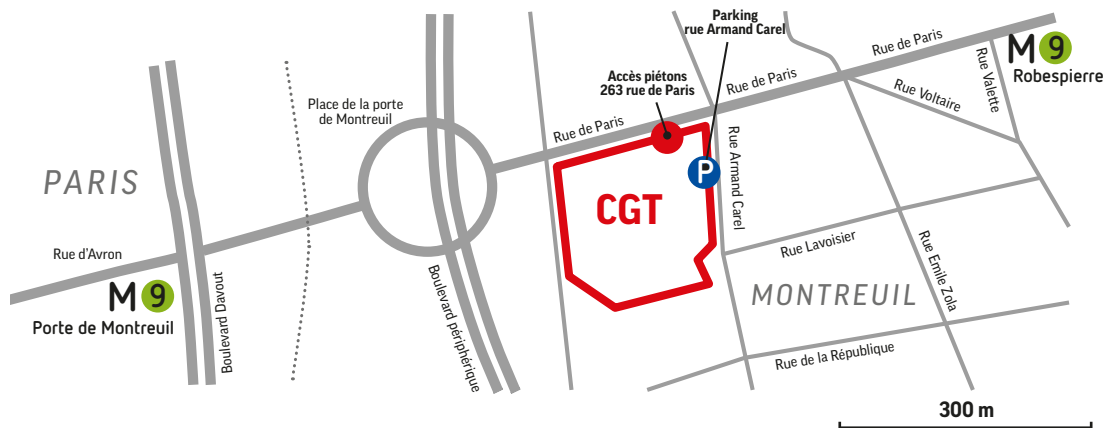 Parking
rue Armand Carel
Rue de Paris
M 9
Robespierre
Accès piétons
263 rue de Paris
Rue de Paris
Rue Valette
Rue Voltaire
Place de la porte
de Montreuil
Rue de Paris
PARIS
P
Rue Armand Carel
CGT
Rue d'Avron
Rue Lavoisier
Rue Emile Zola
M 9
Porte de Montreuil
Boulevard Davout
Boulevard périphérique
MONTREUIL
Rue de la République
300 m